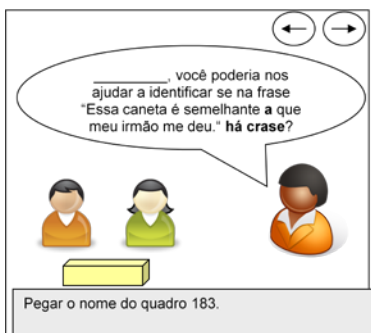 __________, você poderia nos
ajudar a identificar se na frase
"Essa caneta é semelhante a que
meu irmão me deu." há crase?
Pegar o nome do quadro 183.